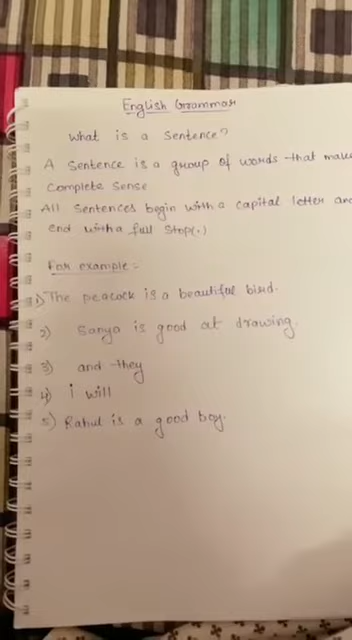 English Grammar
What is a sentence?
A sentence is a group of words that makes
complete sense.
All sentences begin with a capital letter and
end with a full stop(.)
For example:-
1) The peacock is a beautiful bird.
2) Sanya is good at drawing.
3) and they
4) i will
5) Rahul is a good boy.